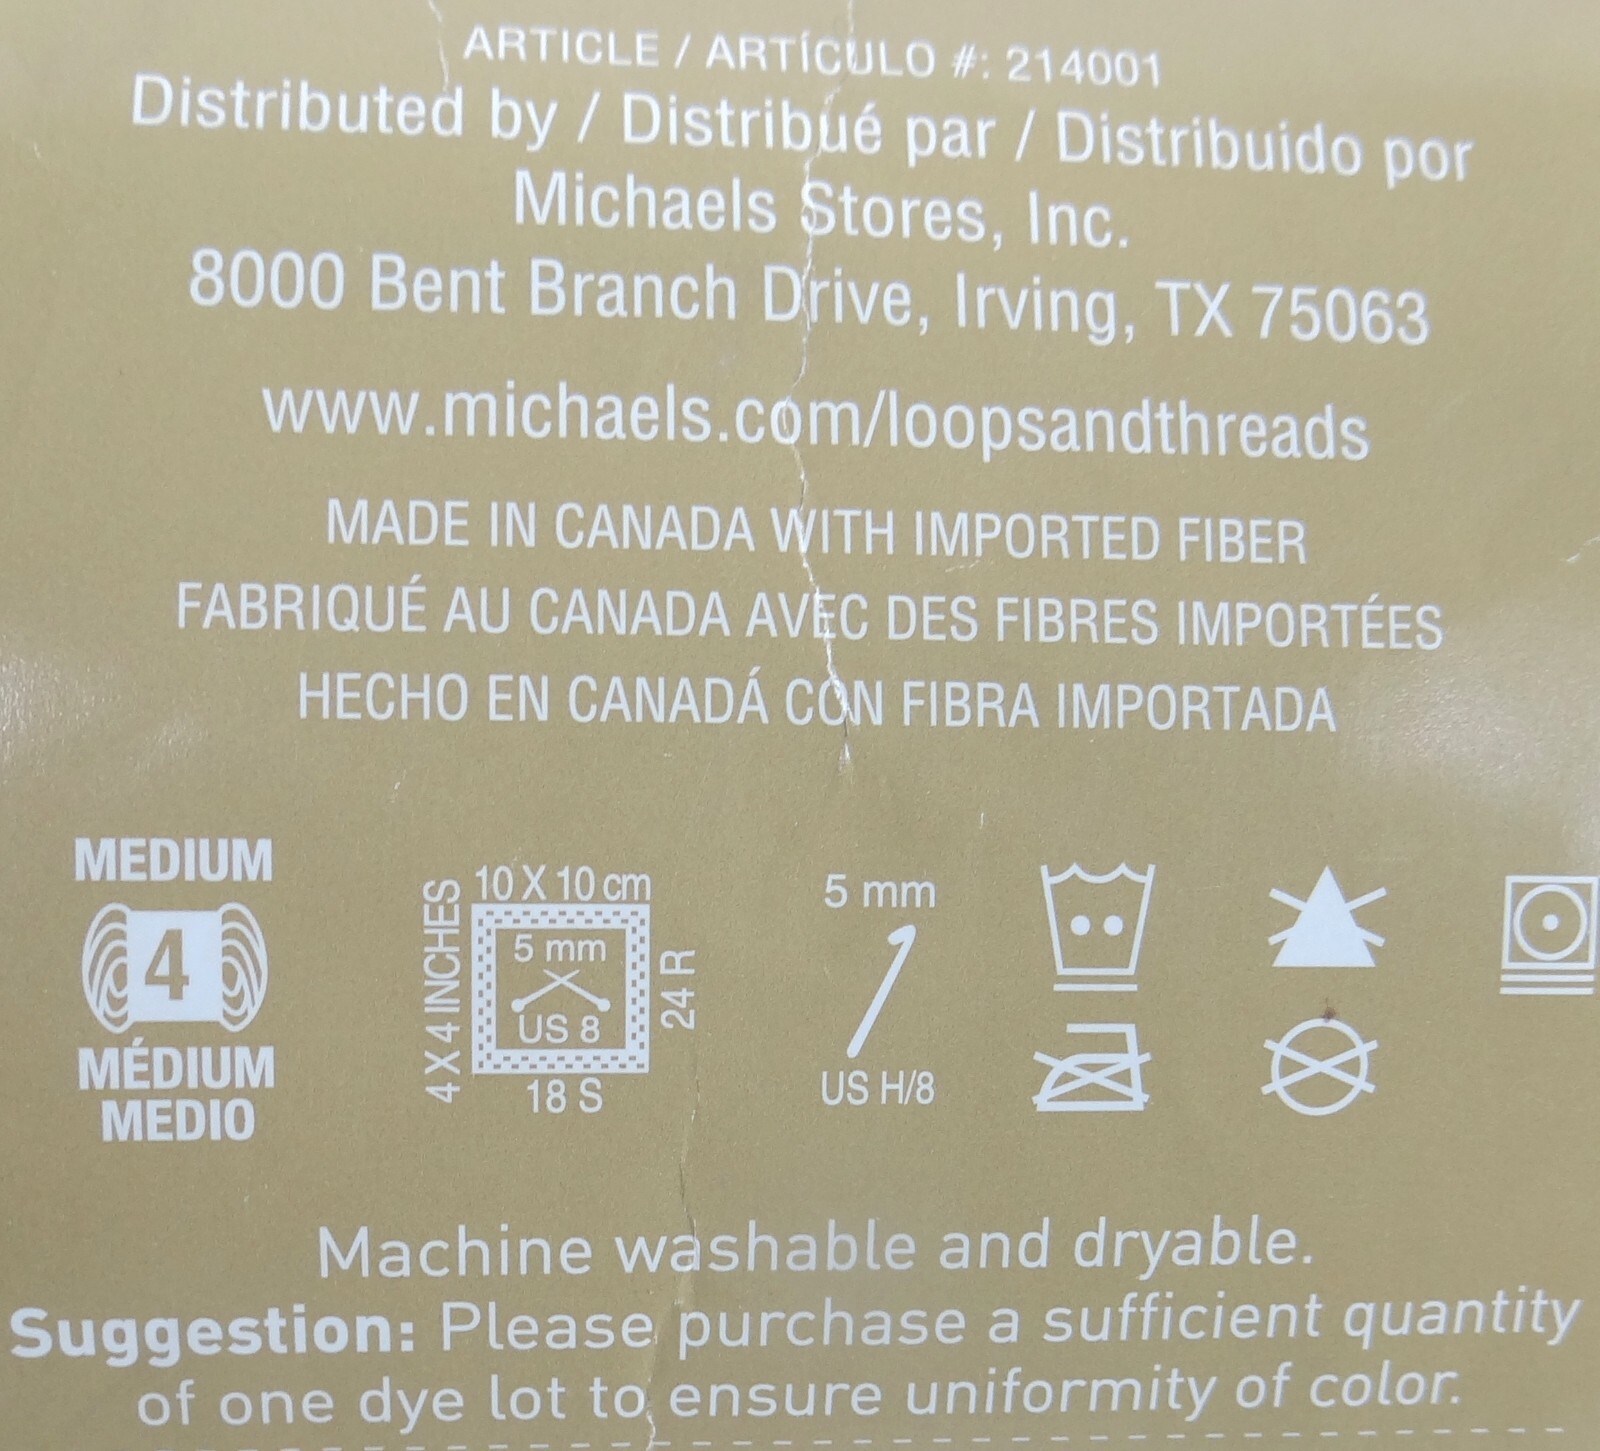 ARTICLE / ARTÍCULO #: 214001
Distributed by / Distribué par / Distribuido por
Michaels Stores, Inc.
8000 Bent Branch Drive, Irving, TX 75063
www.michaels.com/loopsandthreads
MADE IN CANADA WITH IMPORTED FIBER
FABRIQUÉ AU CANADA AVEC DES FIBRES IMPORTÉES
HECHO EN CANADÁ CON FIBRA IMPORTADA
MEDIUM
4
MÉDIUM
MEDIO
4 X 4 INCHES
10 X 10 cm
5 mm
US 8
24 R
18 S
5 mm
US H/8
Machine washable and dryable.
Suggestion: Please purchase a sufficient quantity
of one dye lot to ensure uniformity of color.